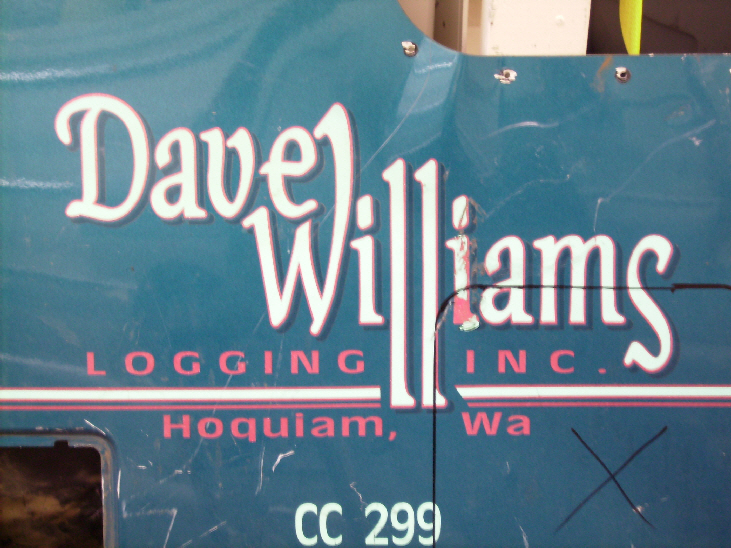 Dave
Williams
LOGGING INC.
Hoquiam, Wa
CC 299